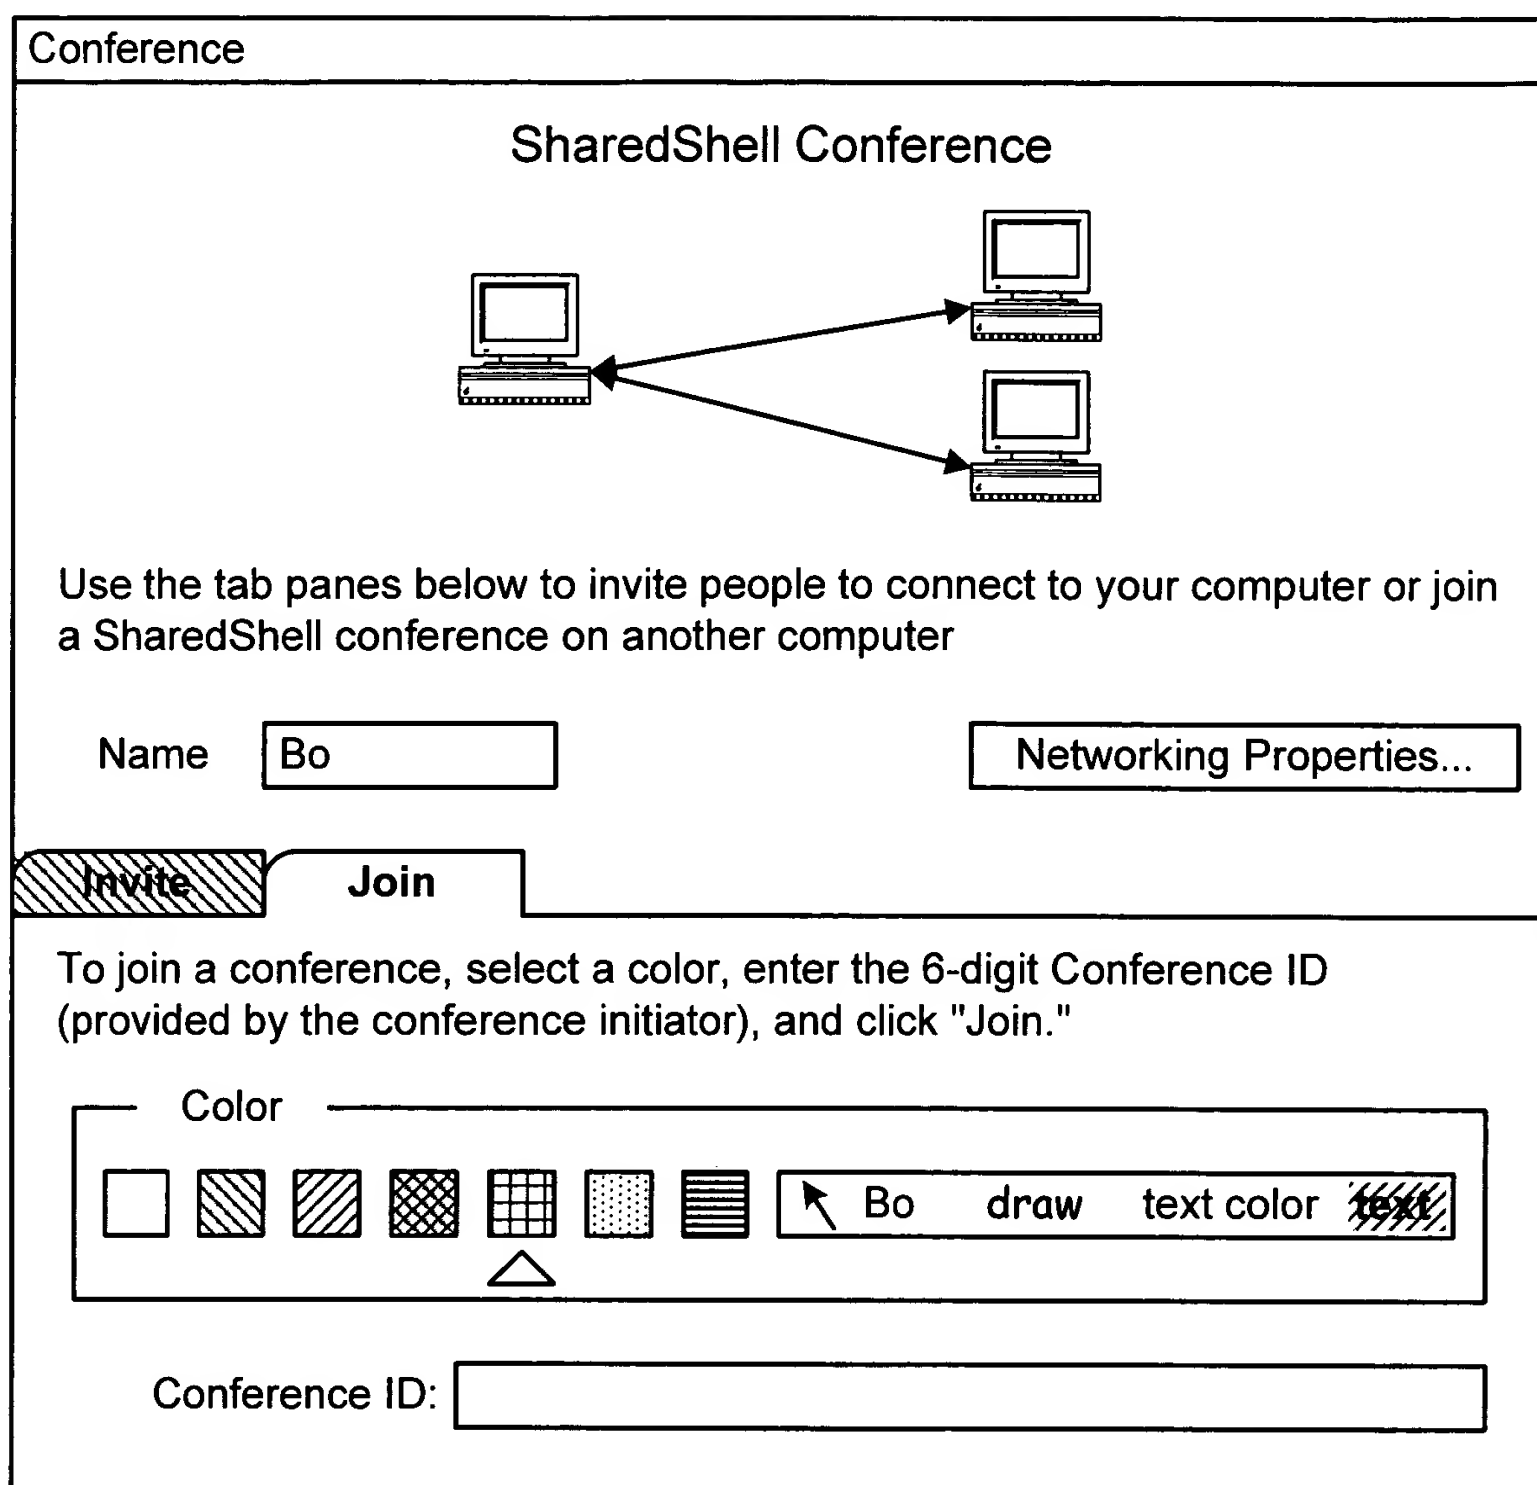 Conference
SharedShell Conference
Use the tab panes below to invite people to connect to your computer or join
a SharedShell conference on another computer
Name Bo Networking Properties...
Invite Join
To join a conference, select a color, enter the 6-digit Conference ID
(provided by the conference initiator), and click "Join."
Color
Bo draw text color text
Conference ID: